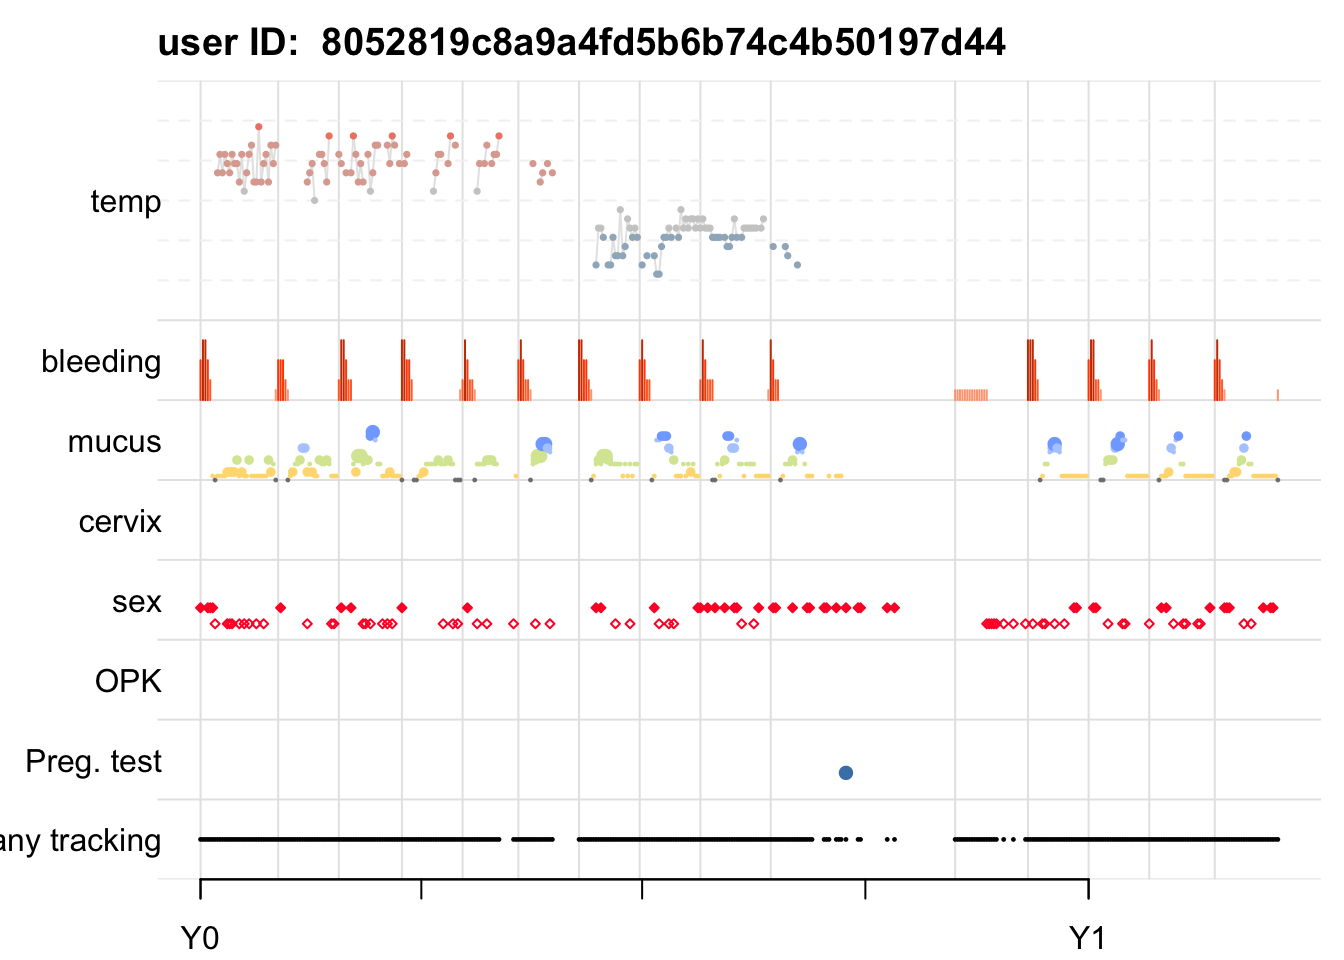 user ID:  8052819c8a9a4fd5b6b74c4b50197d44
temp
bleeding
mucus
cervix
sex
OPK
Preg. test
any tracking
Y0
Y1